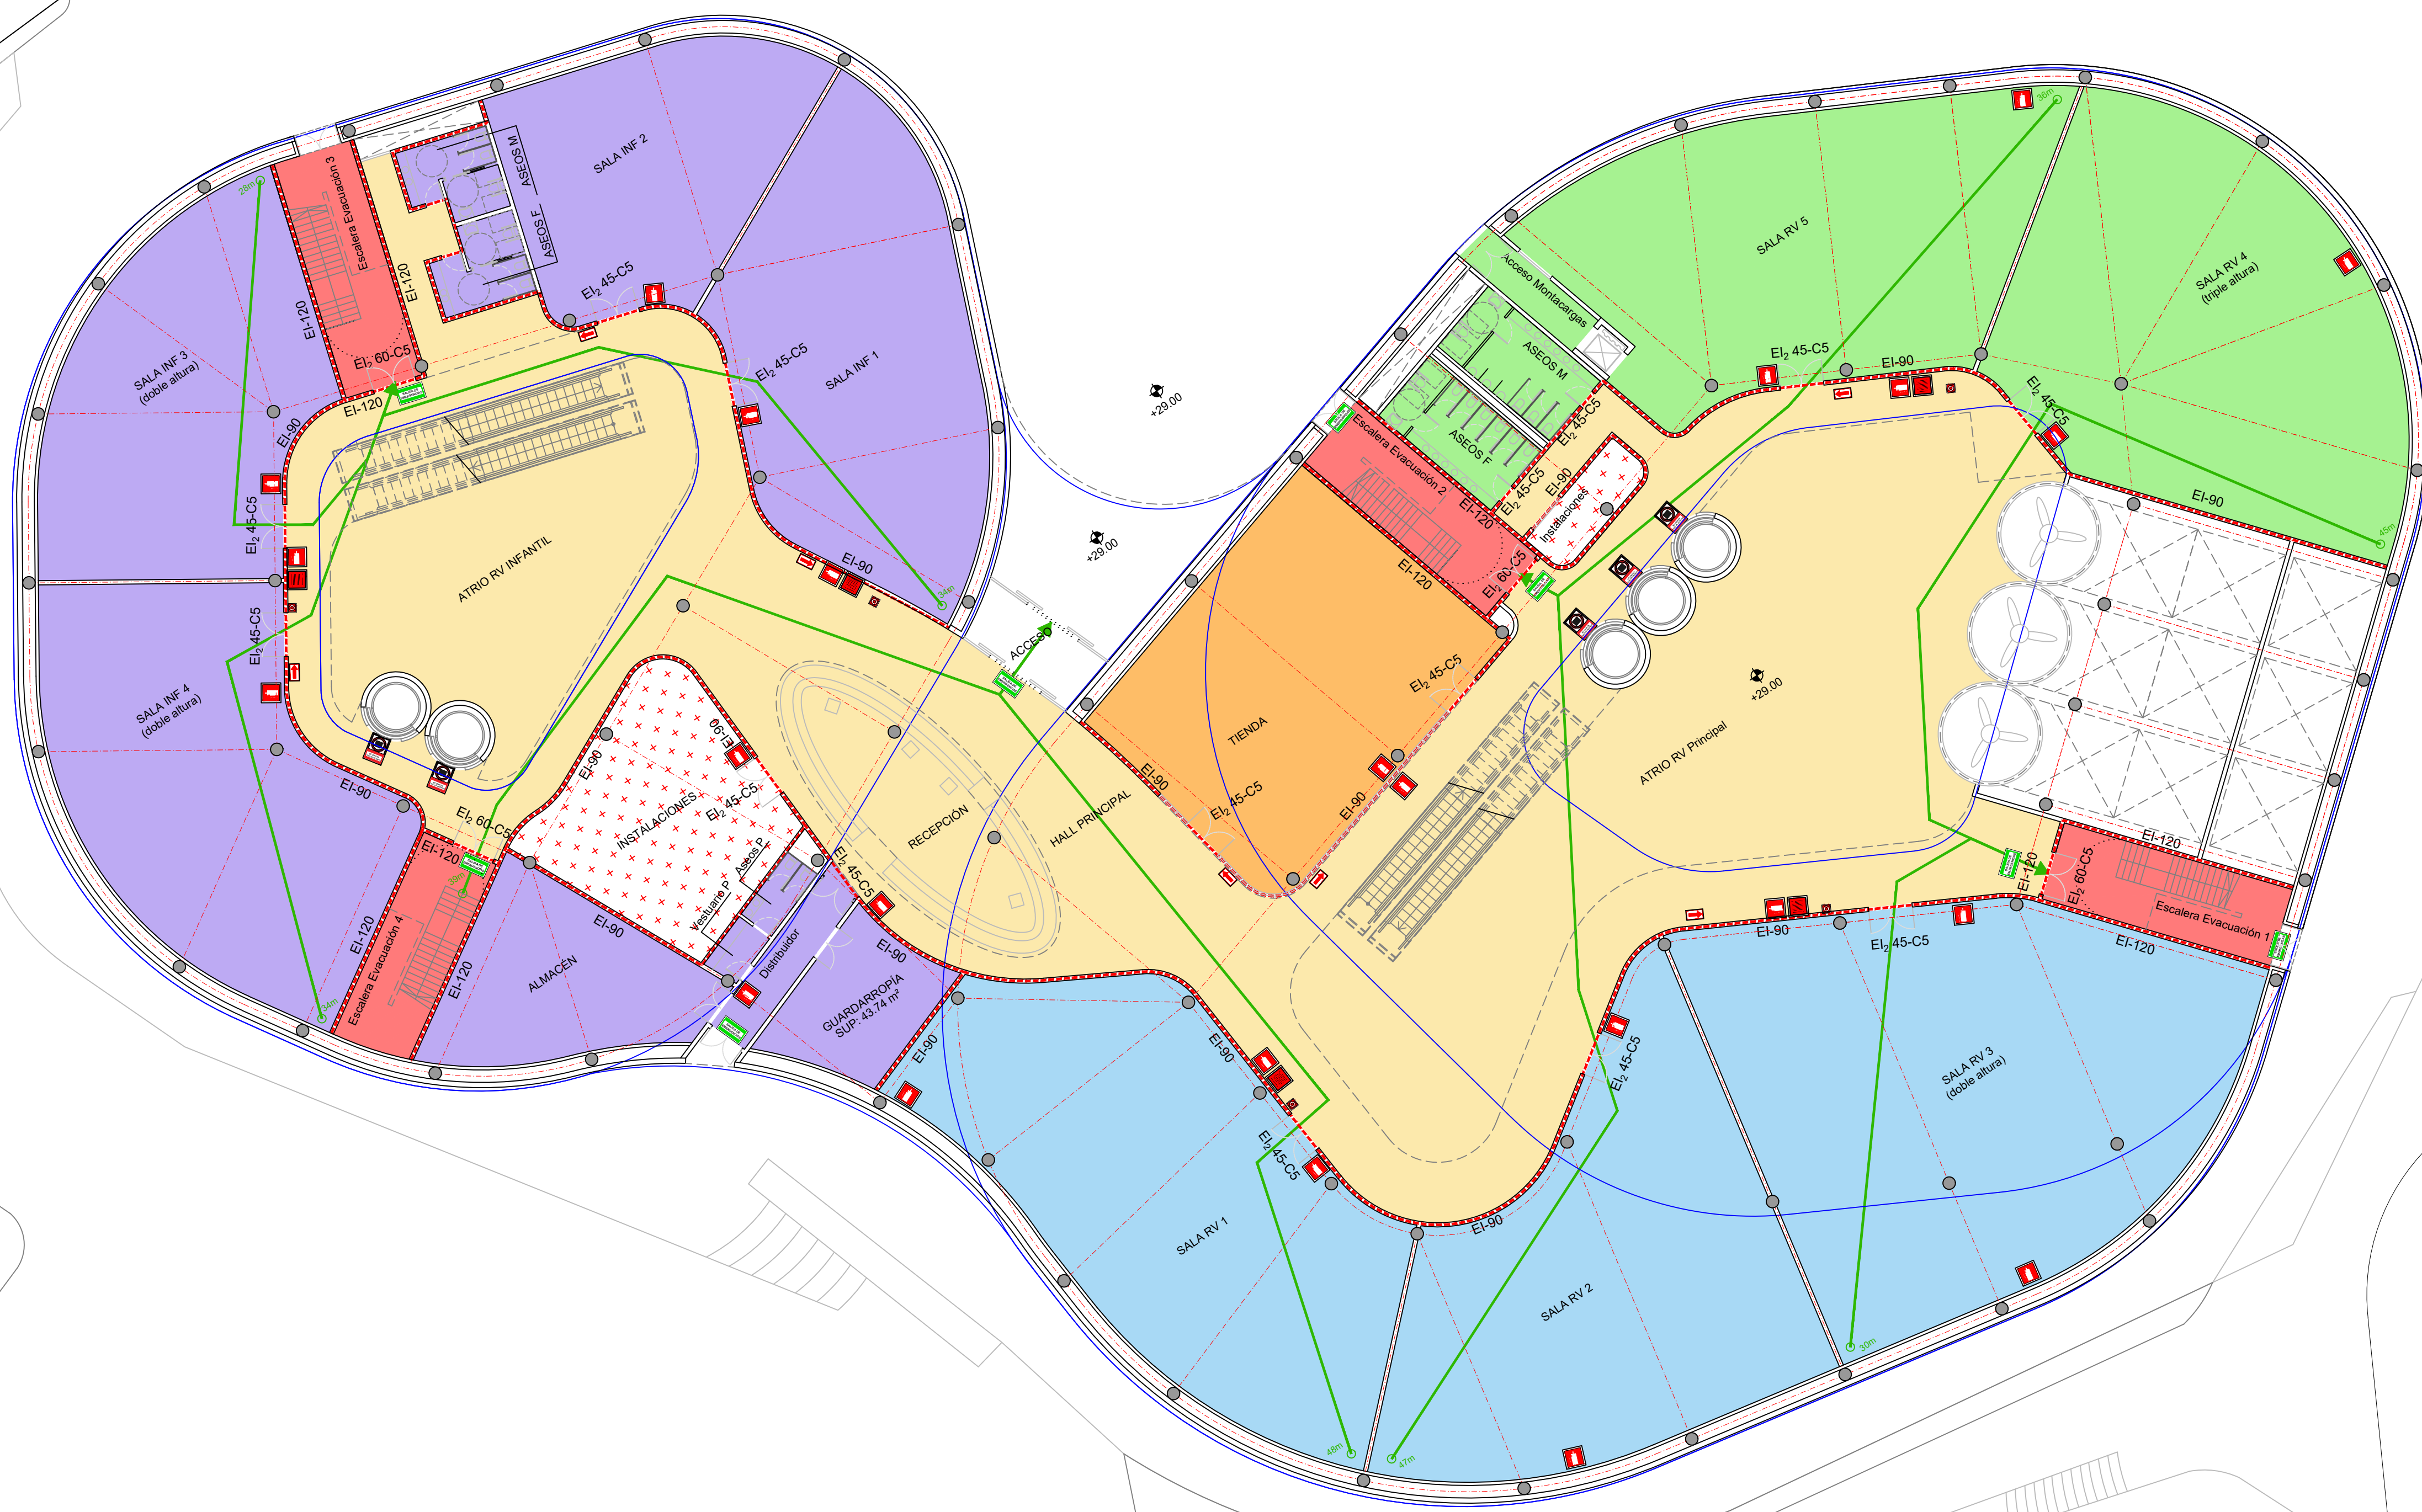 28m
Escalera Evacuación 3
EI-120
EI-120
ASEOS M
ASEOS F
SALA INF 2
EI2 45-C5
SALA INF 1
EI2 45-C5
SALA INF 3
(doble altura)
EI2 60-C5
EI-120
EI-90
EI2 45-C5
EI2 45-C5
ATRIO RV INFANTIL
EI-90
34m
SALA INF 4
(doble altura)
EI-90
EI2 60-C5
EI-120
30m
34m
EI-120
Escalera Evacuación 4
EI-120
EI-90
INSTALACIONES
EI-90
EI2 45-C5
Aseos P
Vestuario P
EI-90
ALMACÉN
Distribuidor
EI2 45-C5
EI-90
GUARDARROPÍA
SUP: 43.74 m²
EI-90
RECEPCIÓN
HALL PRINCIPAL
ACCESO
+29.00
+29.00
TIENDA
EI-90
EI2 45-C5
EI-90
EI2 45-C5
EI-120
EI-120
Escalera Evacuación 2
EI2 60-C5
ASEOS F
ASEOS M
Acceso Montacargas
EI2 45-C5
EI2 45-C5
EI-90
Instalaciones
SALA RV 5
36m
EI2 45-C5
EI-90
SALA RV 4
(triple altura)
EI2 45-C5
EI-90
45m
+29.00
ATRIO RV Principal
EI-120
EI-120
EI2 60-C5
Escalera Evacuación 1
EI-120
EI-90
EI2 45-C5
SALA RV 3
(doble altura)
30m
EI2 45-C5
EI-90
SALA RV 2
47m
EI-90
EI2 45-C5
SALA RV 1
48m